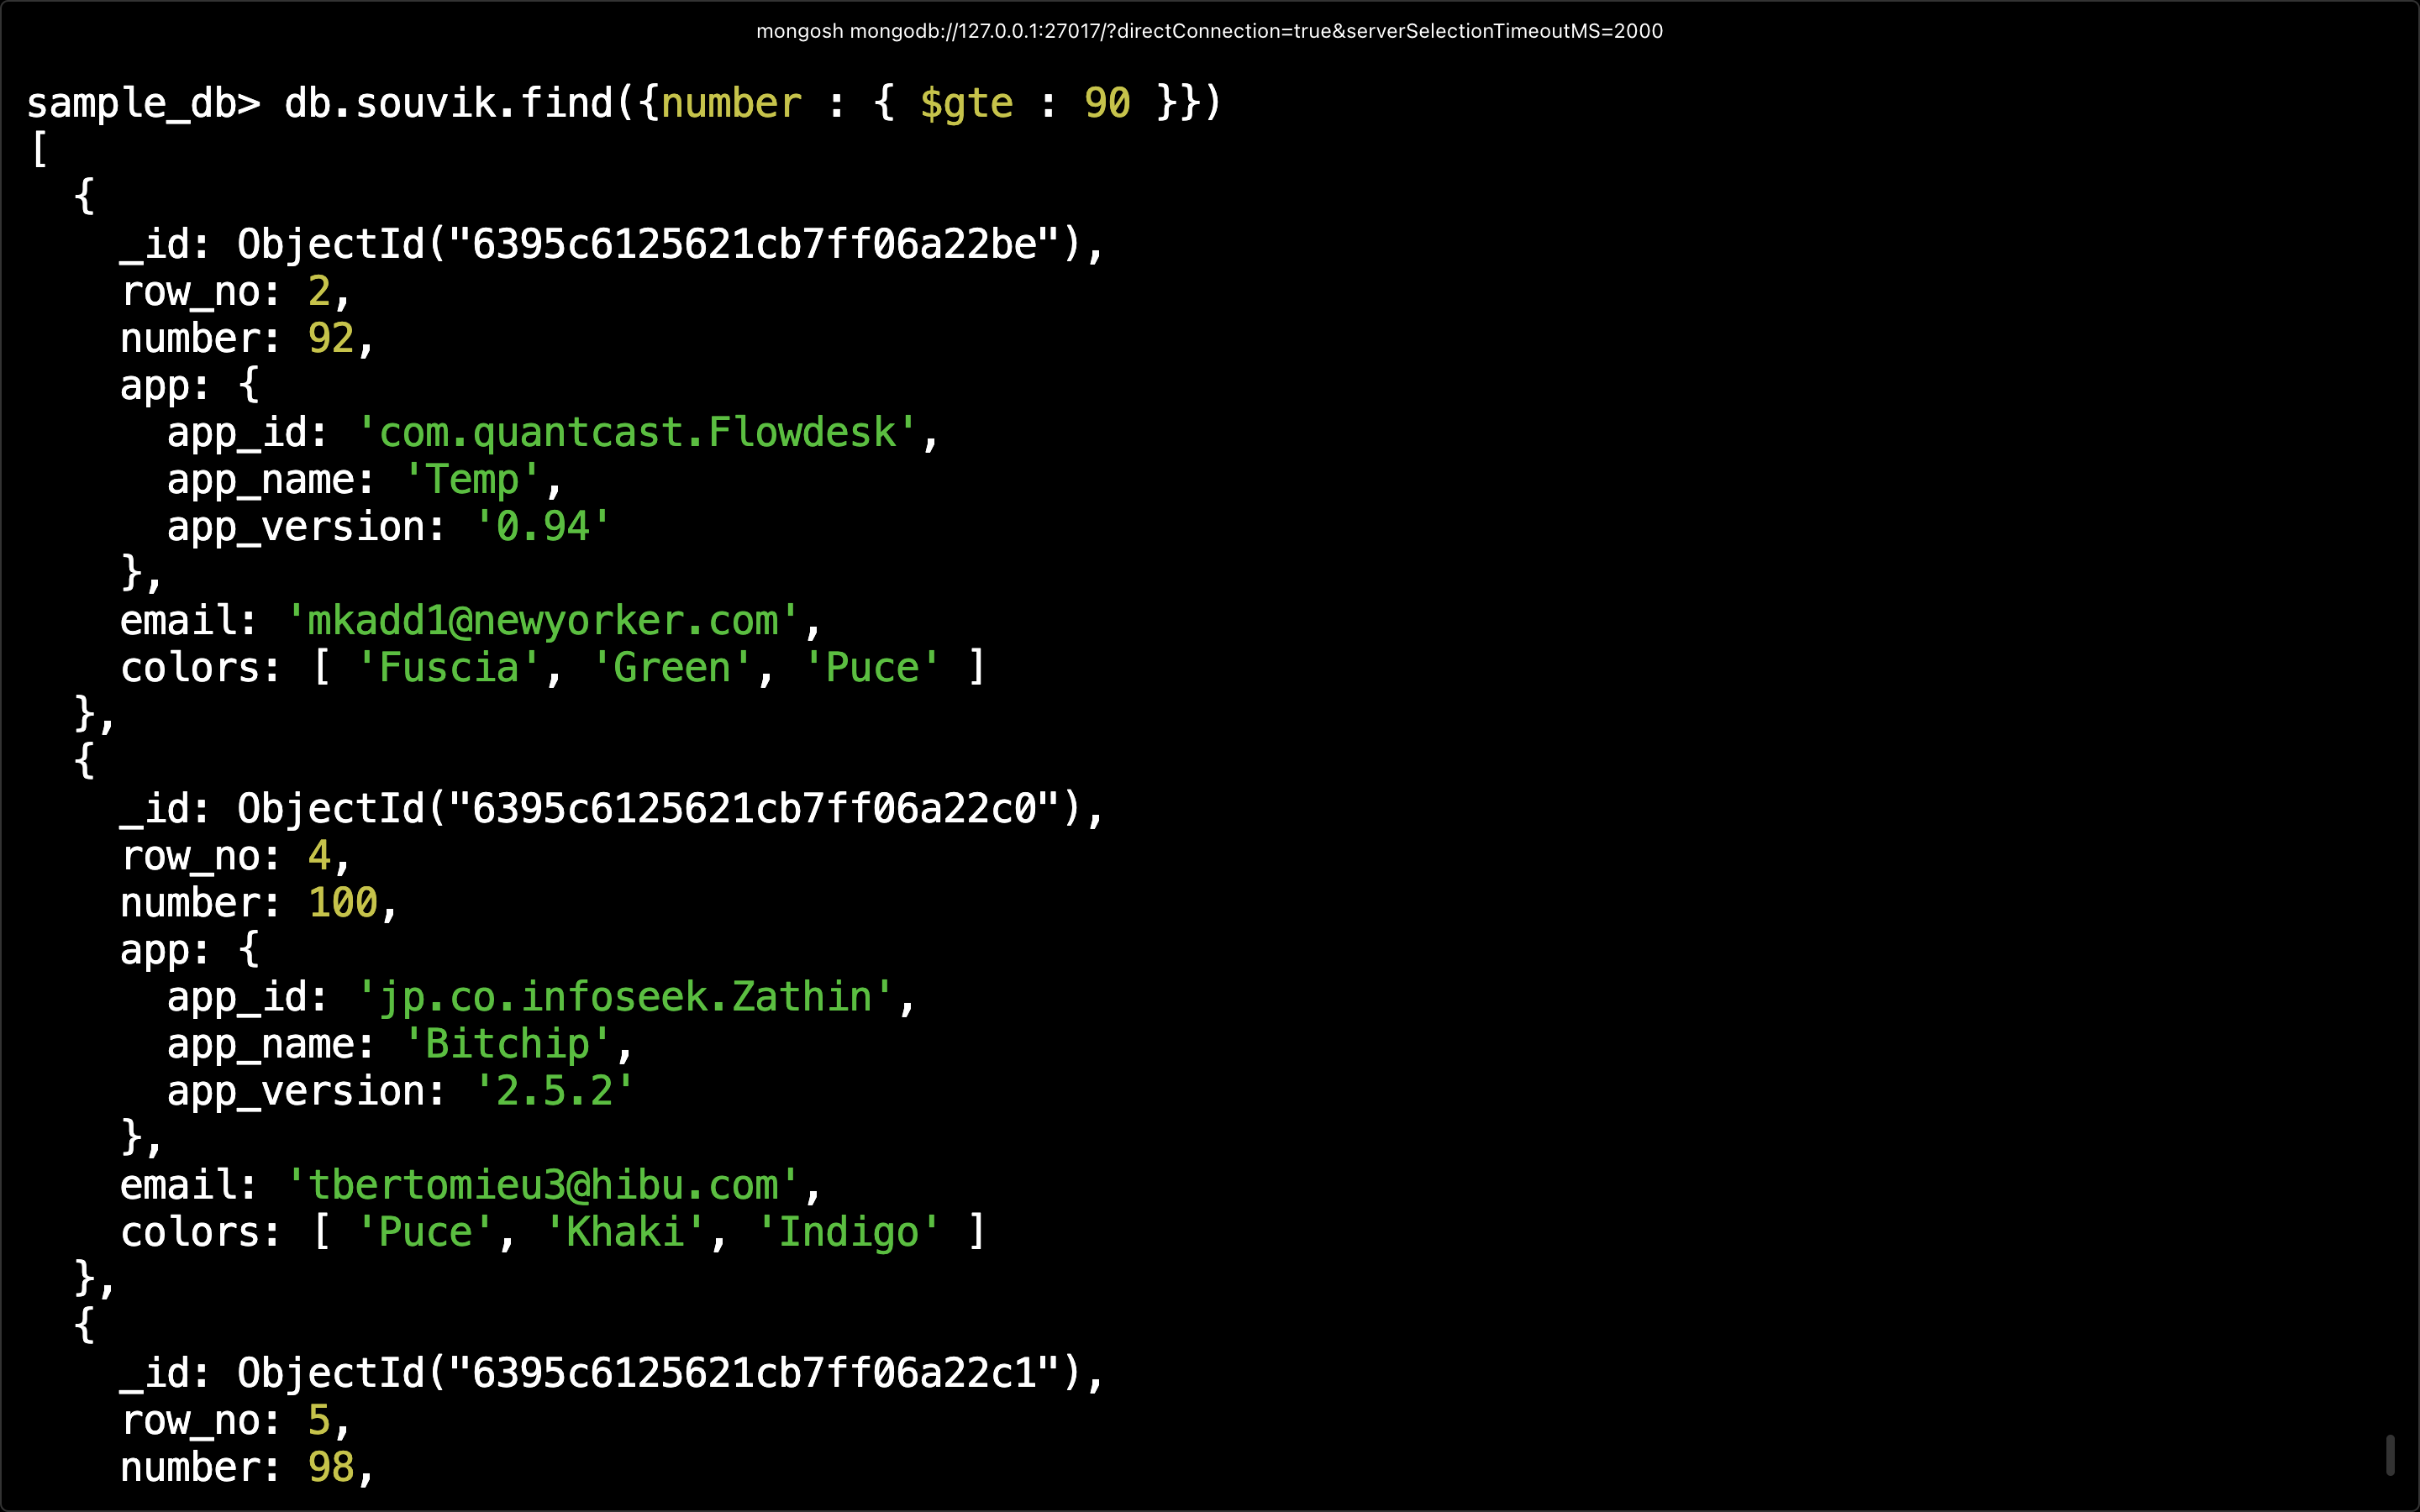 mongosh mongodb://127.0.0.1:27017/?directConnection=true&serverSelectionTimeoutMS=2000
sample_db> db.souvik.find({number : { $gte : 90 }})
[
  {
    _id: ObjectId("6395c6125621cb7ff06a22be"),
    row_no: 2,
    number: 92,
    app: {
      app_id: 'com.quantcast.Flowdesk',
      app_name: 'Temp',
      app_version: '0.94'
    },
    email: 'mkadd1@newyorker.com',
    colors: [ 'Fuscia', 'Green', 'Puce' ]
  },
  {
    _id: ObjectId("6395c6125621cb7ff06a22c0"),
    row_no: 4,
    number: 100,
    app: {
      app_id: 'jp.co.infoseek.Zathin',
      app_name: 'Bitchip',
      app_version: '2.5.2'
    },
    email: 'tbertomieu3@hibu.com',
    colors: [ 'Puce', 'Khaki', 'Indigo' ]
  },
  {
    _id: ObjectId("6395c6125621cb7ff06a22c1"),
    row_no: 5,
    number: 98,